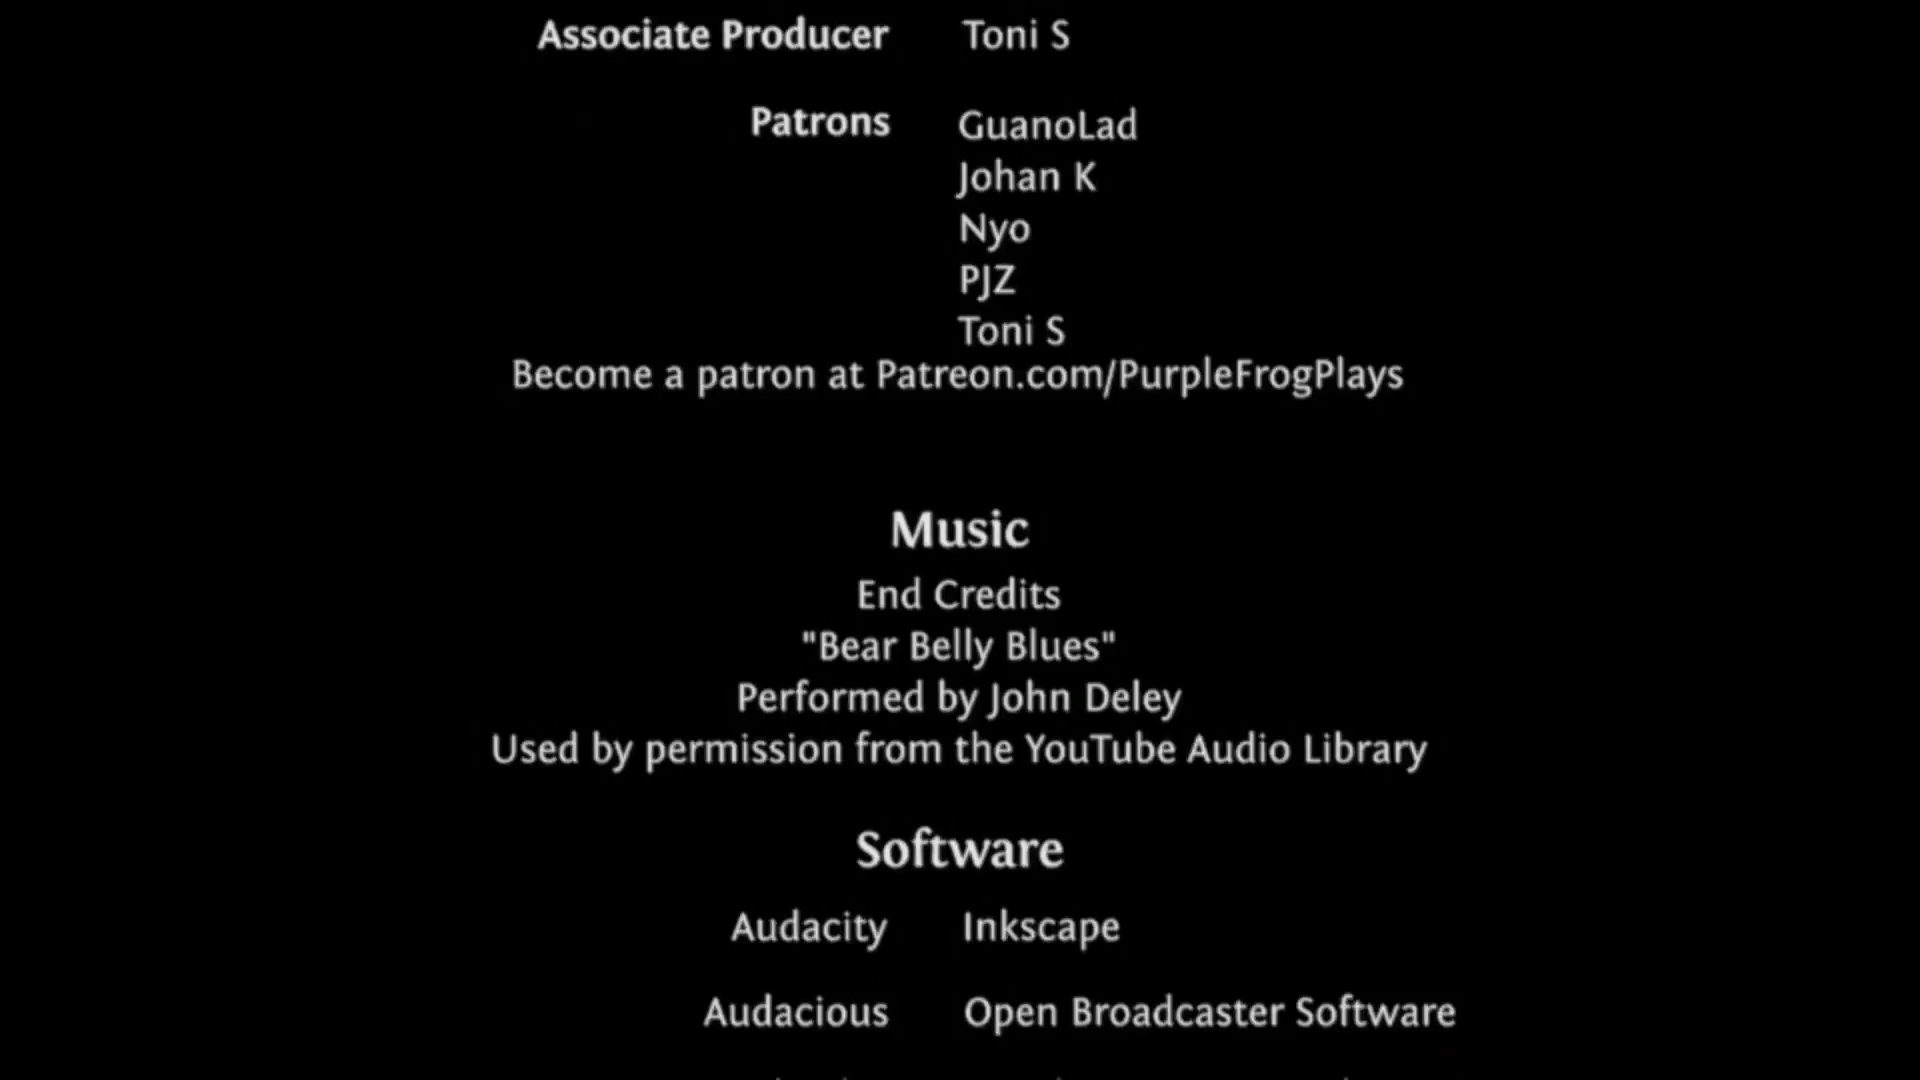 Associate Producer Toni S
Patrons GuanoLad
Johan K
Nyo
PJZ
Toni S
Become a patron at Patreon.com/PurpleFrogPlays
Music
End Credits
"Bear Belly Blues"
Performed by John Deley
Used by permission from the YouTube Audio Library
Software
Audacity Inkscape
Audacious Open Broadcaster Software